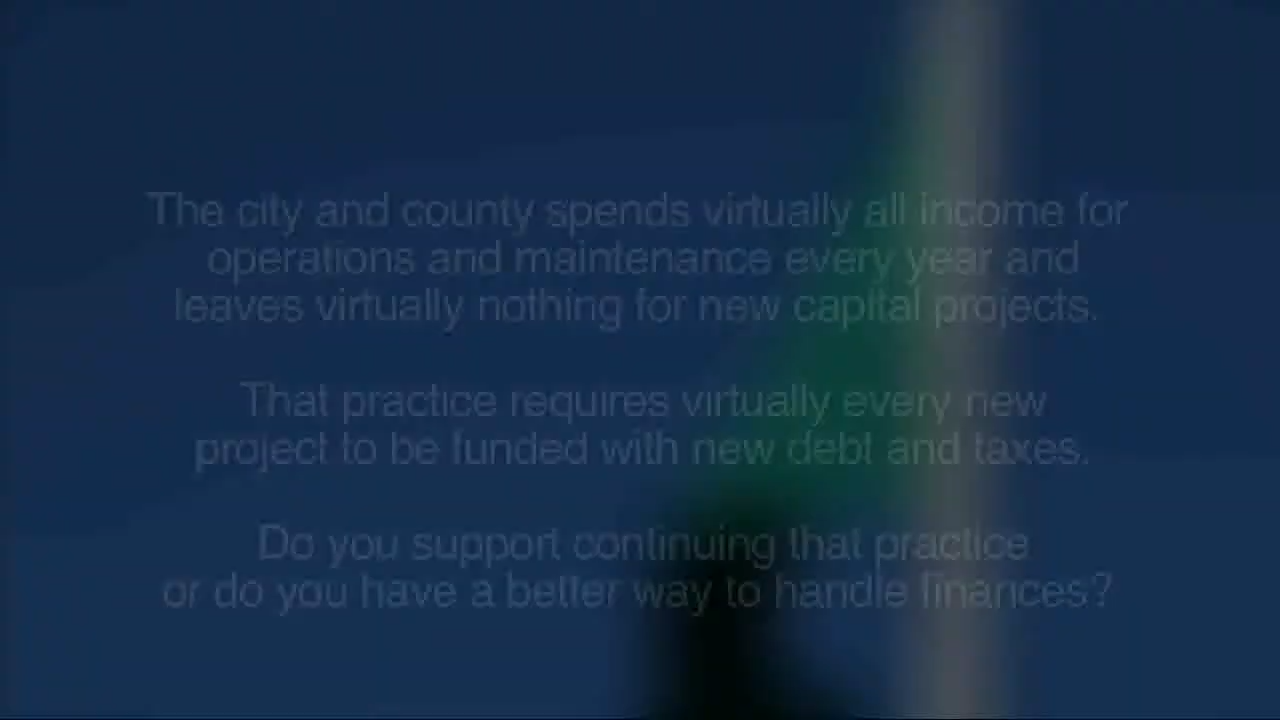 The city and county spends virtually all income for
operations and maintenance every year and
leaves virtually nothing for new capital projects.
That practice requires virtually every new
project to be funded with new debt and taxes.
Do you support continuing that practice
or do you have a better way to handle finances?